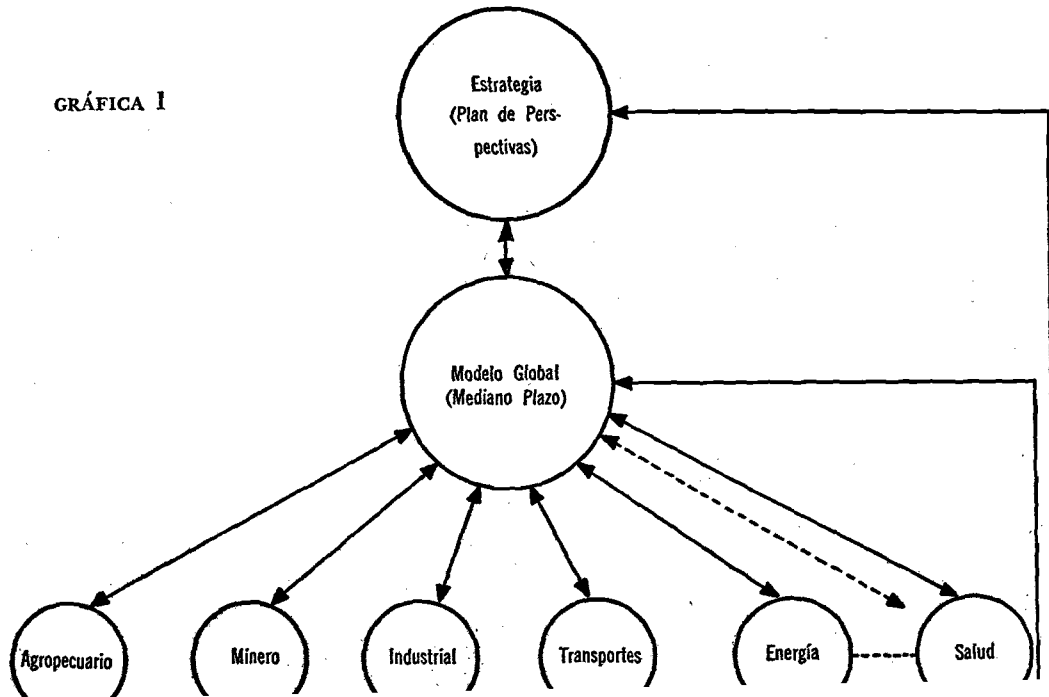 GRÁFICA 1
Estrategia
(Plan de Pers-
pectivas)
Modelo Global
(Mediano Plazo)
Agropecuario
Minero
Industrial
Transportes
Energía
Salud